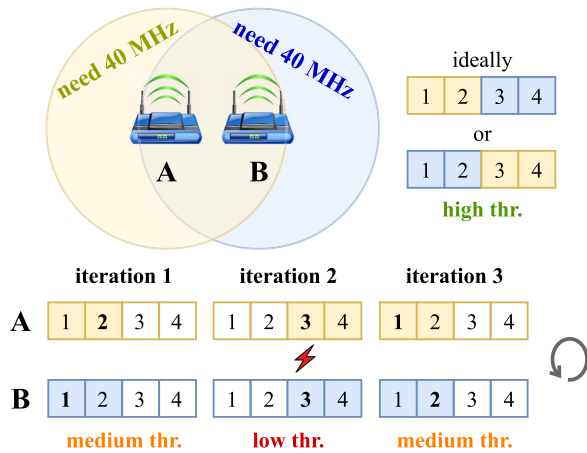 need 40 MHz
need 40 MHz
A
B
ideally
1 2 3 4
or
1 2 3 4
high thr.
iteration 1
iteration 2
iteration 3
A
1 2 3 4
1 2 3 4
1 2 3 4
B
1 2 3 4
1 2 3 4
1 2 3 4
medium thr.
low thr.
medium thr.